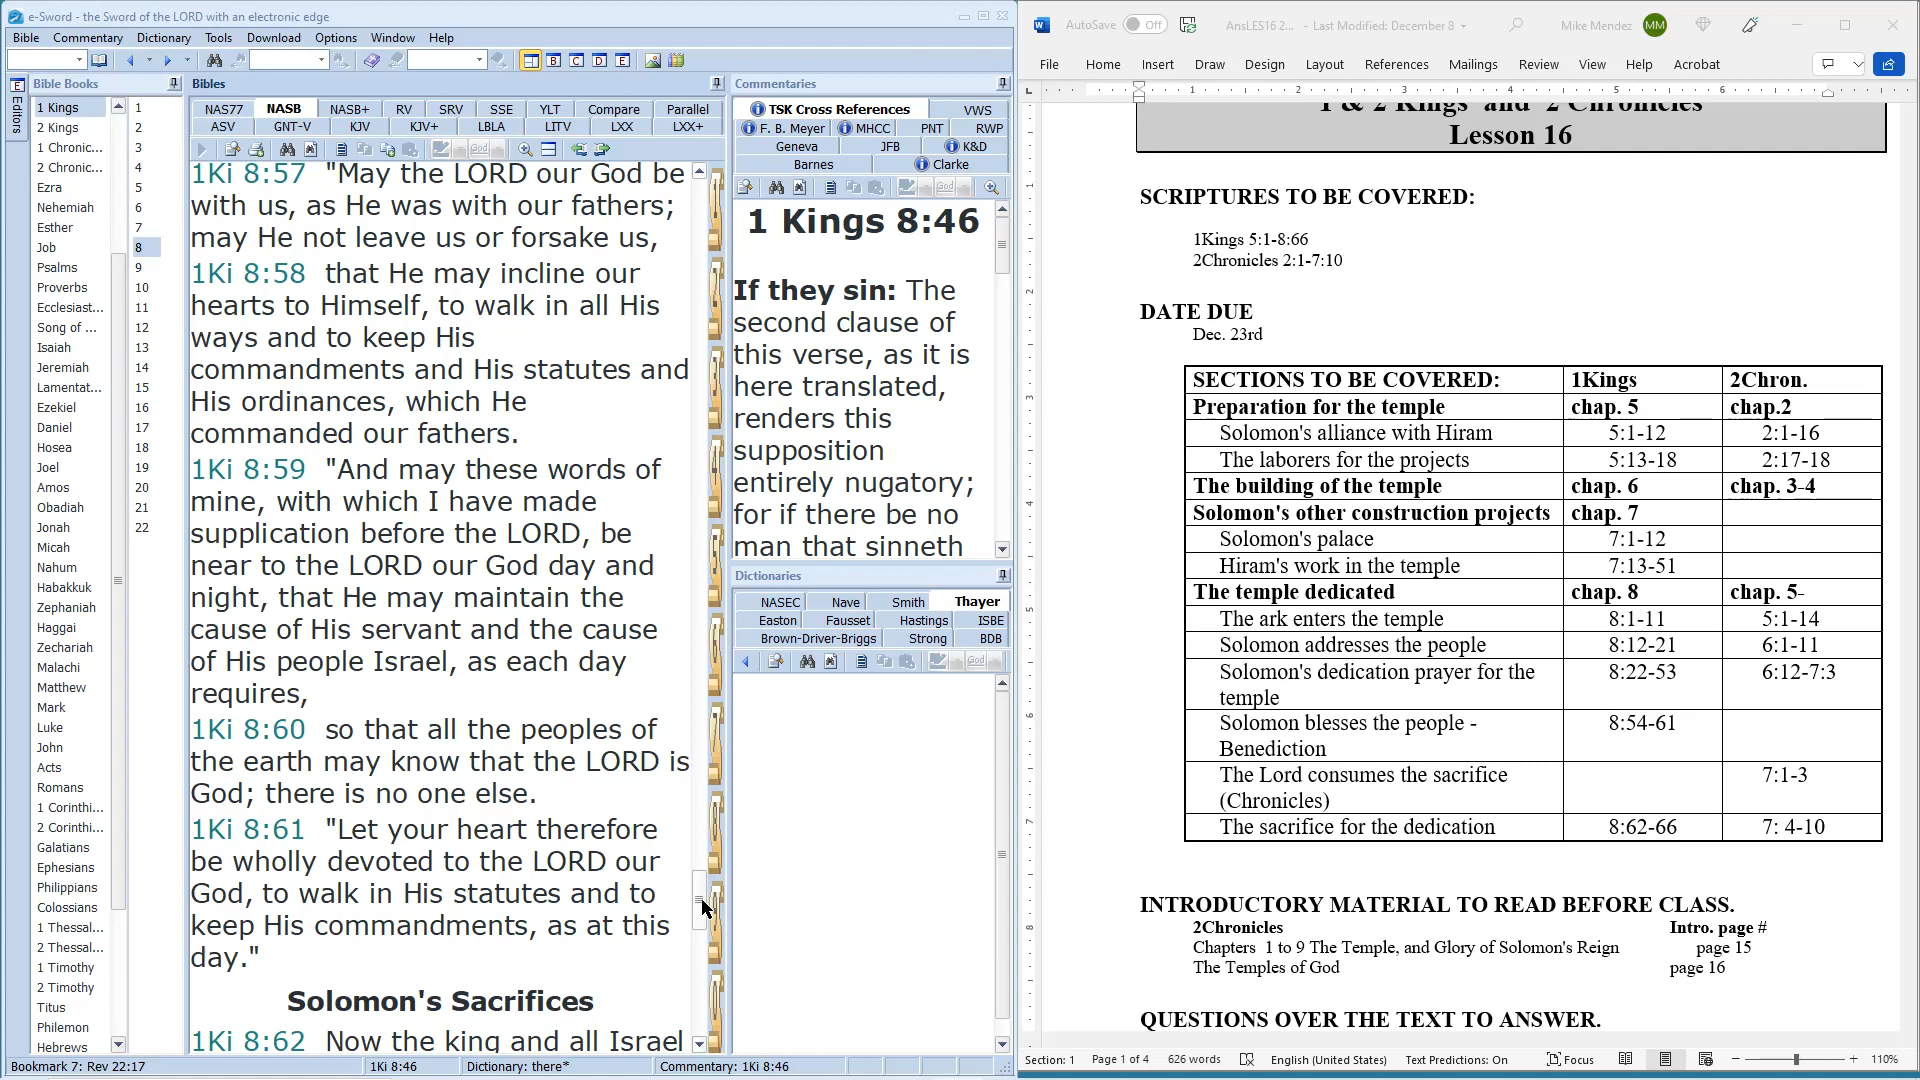 e-Sword - the Sword of the LORD with an electronic edge
Bible Commentary Dictionary Tools Download Options Window Help
B C D E
E Editors
Bible Books
1 Kings
2 Kings
1 Chronic...
2 Chronic...
Ezra
Nehemiah
Esther
Job
Psalms
Proverbs
Ecclesiast...
Song of ...
Isaiah
Jeremiah
Lamentat...
Ezekiel
Daniel
Hosea
Joel
Amos
Obadiah
Jonah
Micah
Nahum
Habakkuk
Zephaniah
Haggai
Zechariah
Malachi
Matthew
Mark
Luke
John
Acts
Romans
1 Corinthi...
2 Corinthi...
Galatians
Ephesians
Philippians
Colossians
1 Thessal...
2 Thessal...
1 Timothy
2 Timothy
Titus
Philemon
Hebrews
1
2
3
4
5
6
7
8
9
10
11
12
13
14
15
16
17
18
19
20
21
22
Bibles
NAS77 NASB NASB+ RV SRV SSE YLT Compare Parallel
ASV GNT-V KJV KJV+ LBLA LITV LXX LXX+
God
1Ki 8:57 "May the LORD our God be
with us, as He was with our fathers;
may He not leave us or forsake us,
1Ki 8:58 that He may incline our
hearts to Himself, to walk in all His
ways and to keep His
commandments and His statutes and
His ordinances, which He
commanded our fathers.
1Ki 8:59 "And may these words of
mine, with which I have made
supplication before the LORD, be
near to the LORD our God day and
night, that He may maintain the
cause of His servant and the cause
of His people Israel, as each day
requires,
1Ki 8:60 so that all the peoples of
the earth may know that the LORD is
God; there is no one else.
1Ki 8:61 "Let your heart therefore
be wholly devoted to the LORD our
God, to walk in His statutes and to
keep His commandments, as at this
day."
Solomon's Sacrifices
1Ki 8:62 Now the king and all Israel
Commentaries
TSK Cross References VWS
F. B. Meyer MHCC PNT RWP
Geneva JFB K&D
Barnes Clarke
God
1 Kings 8:46
If they sin: The
second clause of
this verse, as it is
here translated,
renders this
supposition
entirely nugatory;
for if there be no
man that sinneth
Dictionaries
NASEC Nave Smith Thayer
Easton Fausset Hastings ISBE
Brown-Driver-Briggs Strong BDB
God
Bookmark 7: Rev 22:17 1Ki 8:46 Dictionary: there* Commentary: 1Ki 8:46
AutoSave Off AnsLES16 2... - Last Modified: December 8 Mike Mendez MM
File Home Insert Draw Design Layout References Mailings Review View Help Acrobat
1 2 3 4 5 6
1 2 3 4 5 6 7 8
1 & 2 Kings and 2 Chronicles
Lesson 16
SCRIPTURES TO BE COVERED:
1Kings 5:1-8:66
2Chronicles 2:1-7:10
DATE DUE
Dec. 23rd
SECTIONS TO BE COVERED: 1Kings 2Chron.
Preparation for the temple chap. 5 chap.2
Solomon's alliance with Hiram 5:1-12 2:1-16
The laborers for the projects 5:13-18 2:17-18
The building of the temple chap. 6 chap. 3-4
Solomon's other construction projects chap. 7
Solomon's palace 7:1-12
Hiram's work in the temple 7:13-51
The temple dedicated chap. 8 chap. 5-
The ark enters the temple 8:1-11 5:1-14
Solomon addresses the people 8:12-21 6:1-11
Solomon's dedication prayer for the 8:22-53 6:12-7:3
temple
Solomon blesses the people - 8:54-61
Benediction
The Lord consumes the sacrifice 7:1-3
(Chronicles)
The sacrifice for the dedication 8:62-66 7: 4-10
INTRODUCTORY MATERIAL TO READ BEFORE CLASS.
2Chronicles Intro. page #
Chapters 1 to 9 The Temple, and Glory of Solomon's Reign page 15
The Temples of God page 16
QUESTIONS OVER THE TEXT TO ANSWER.
Section: 1 Page 1 of 4 626 words English (United States) Text Predictions: On Focus 110%